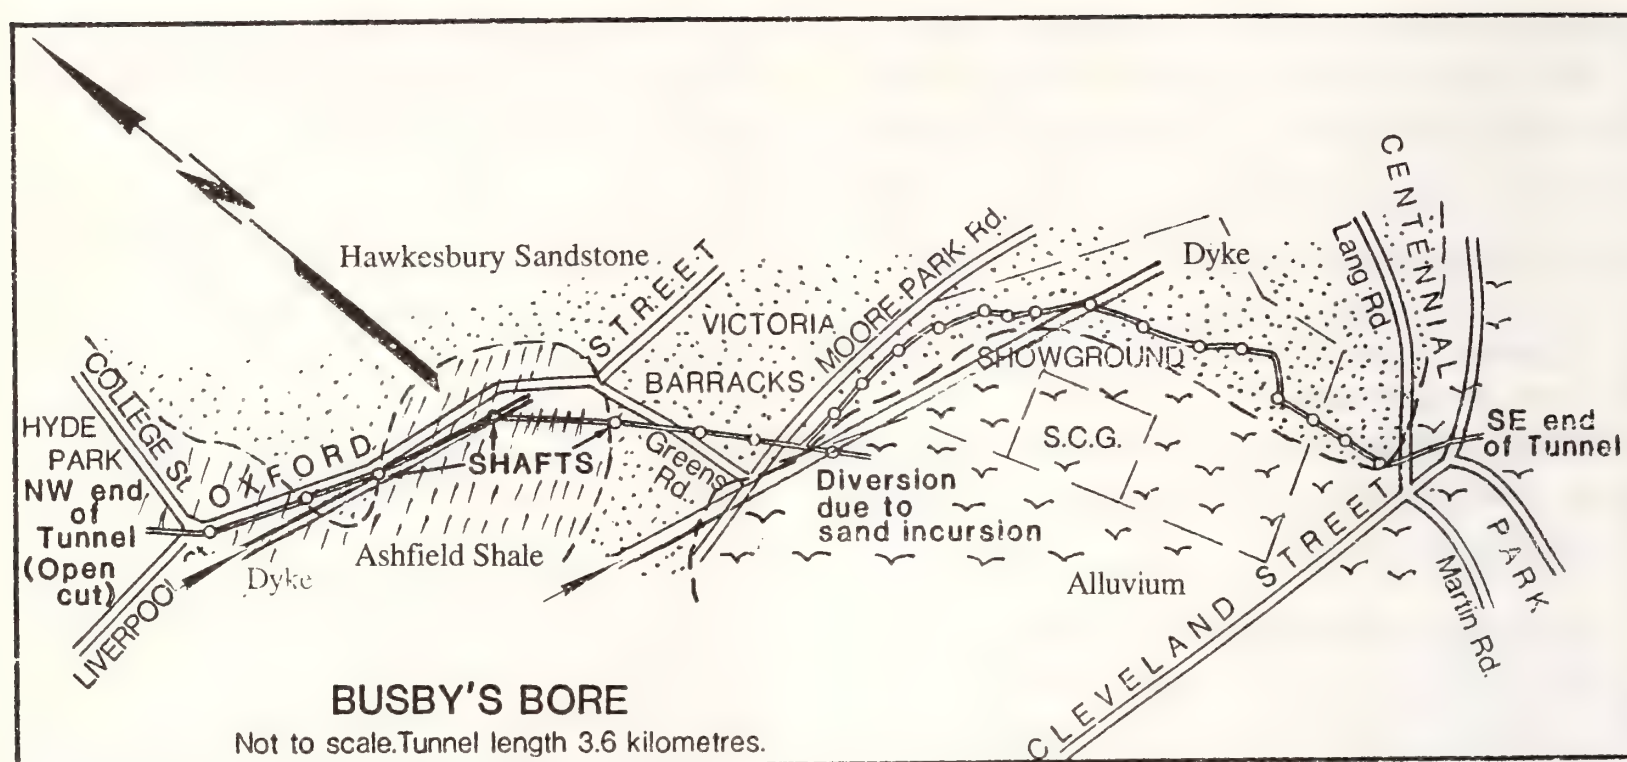 CENTENNIAL
Hawkesbury Sandstone
STREET
MOORE PARK Rd.
Dyke
Lang Rd
VICTORIA
BARRACKS
SHOWGROUND
COLLEGE St.
HYDE
PARK
NW end
of
Tunnel
(Open
cut)
OXFORD
SHAFTS
Greens
Rd.
S.C.G.
SE end
of Tunnel
Diversion
due to
sand incursion
Ashfield Shale
Dyke
LIVERPOOL
St.
Alluvium
CLEVELAND STREET
Martin Rd.
PARK
BUSBY'S BORE
Not to scale.Tunnel length 3.6 kilometres.